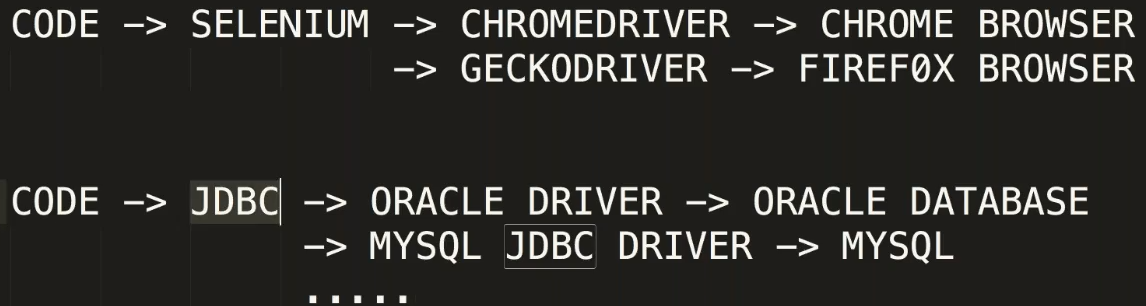 CODE -> SELENIUM -> CHROMEDRIVER -> CHROME BROWSER
-> GECKODRIVER -> FIREF0X BROWSER
CODE -> JDBC -> ORACLE DRIVER -> ORACLE DATABASE
-> MYSQL JDBC DRIVER -> MYSQL
.....